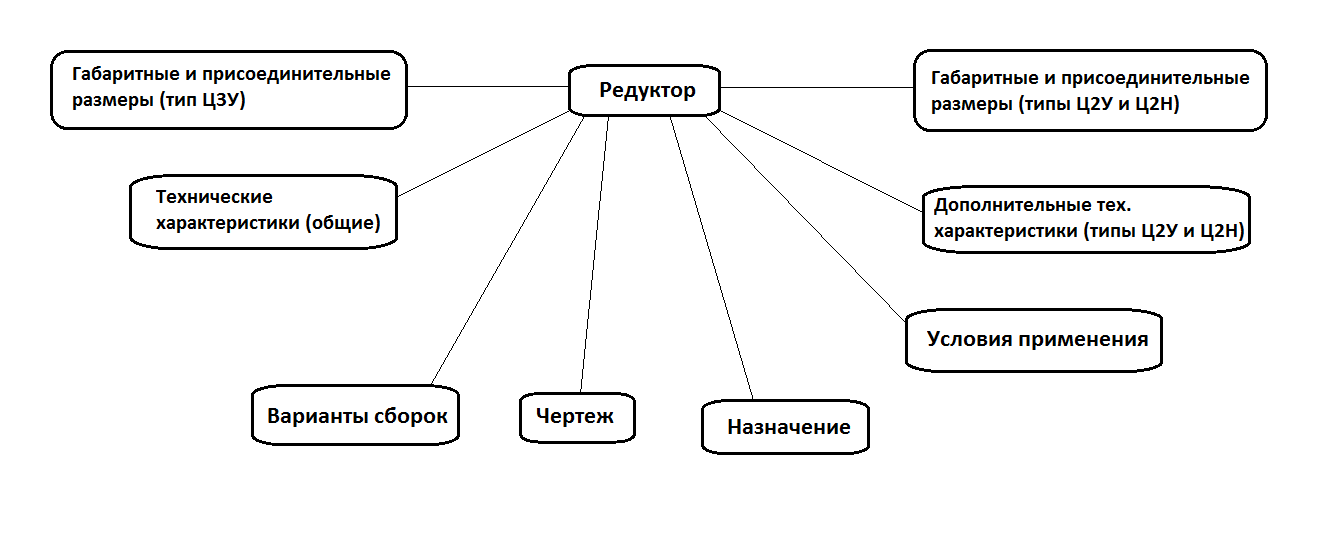 Габаритные и присоединительные
размеры (тип Ц3У)
Редуктор
Габаритные и присоединительные
размеры (типы Ц2У и Ц2Н)
Технические
характеристики (общие)
Дополнительные тех.
характеристики (типы Ц2У и Ц2Н)
Условия применения
Варианты сборок
Чертеж
Назначение